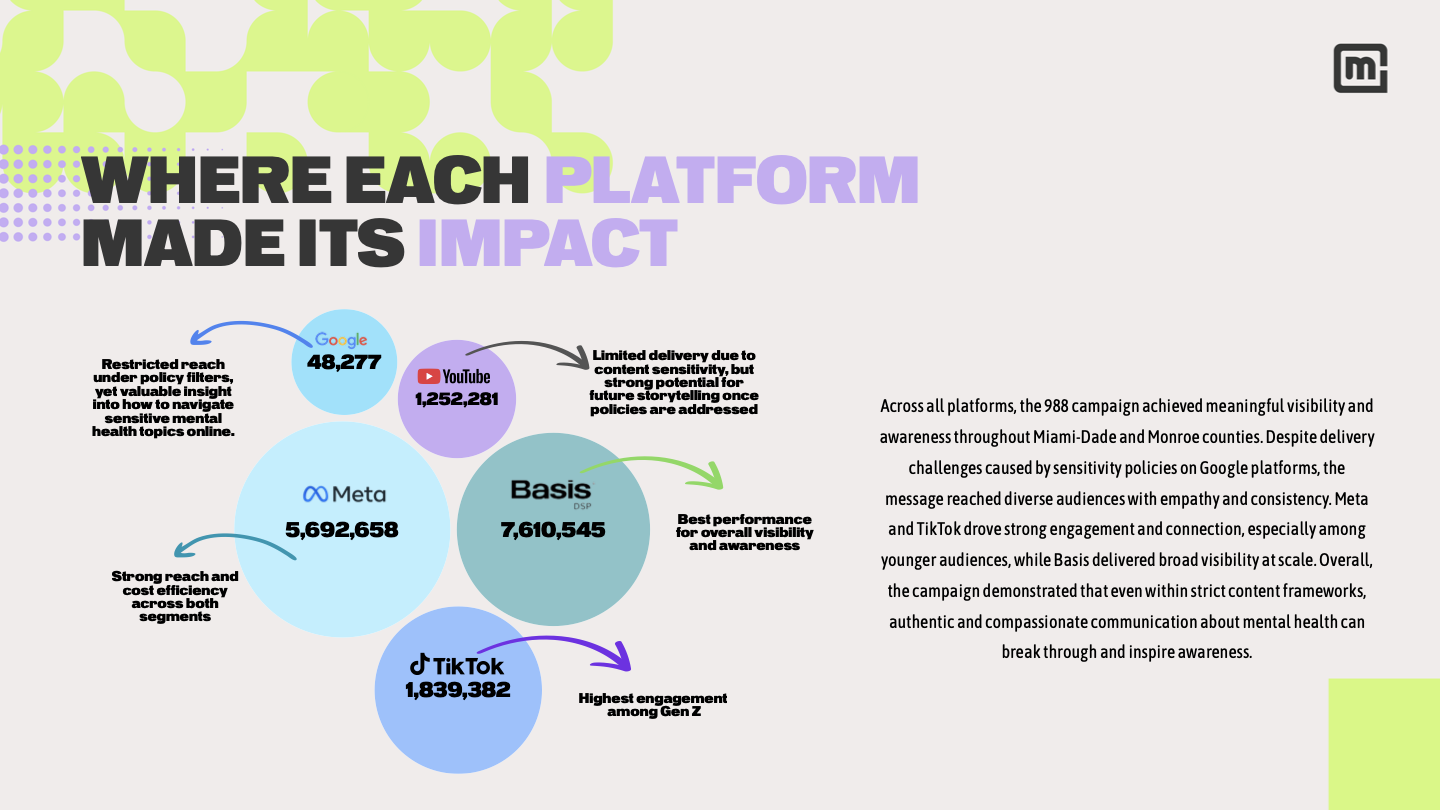 m
WHERE EACH PLATFORM
MADE ITS IMPACT
Google
48,277
Restricted reach
under policy filters,
yet valuable insight
into how to navigate
sensitive mental
health topics online.
YouTube
1,252,281
Limited delivery due to
content sensitivity, but
strong potential for
future storytelling once
policies are addressed
Meta
5,692,658
Strong reach and
cost efficiency
across both
segments
Basis
DSP
7,610,545
Best performance
for overall visibility
and awareness
TikTok
1,839,382
Highest engagement
among Gen Z
Across all platforms, the 988 campaign achieved meaningful visibility and
awareness throughout Miami-Dade and Monroe counties. Despite delivery
challenges caused by sensitivity policies on Google platforms, the
message reached diverse audiences with empathy and consistency. Meta
and TikTok drove strong engagement and connection, especially among
younger audiences, while Basis delivered broad visibility at scale. Overall,
the campaign demonstrated that even within strict content frameworks,
authentic and compassionate communication about mental health can
break through and inspire awareness.